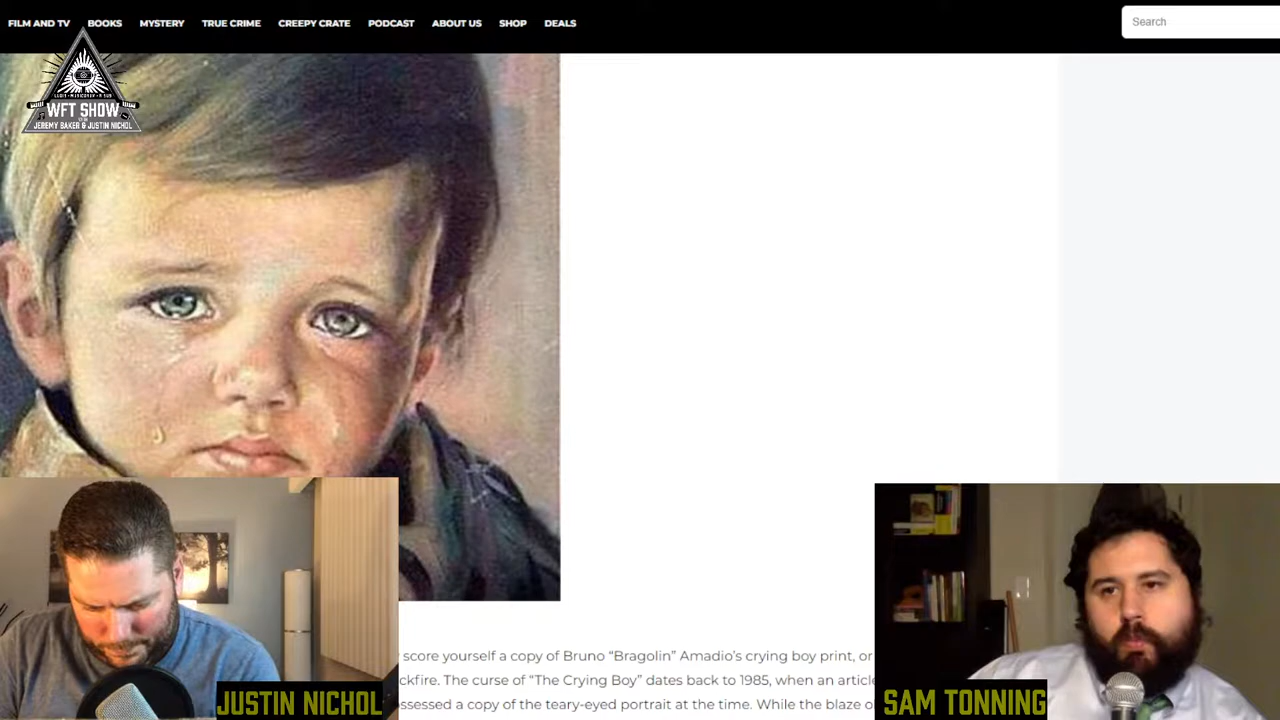 FILM AND TV BOOKS MYSTERY TRUE CRIME CREEPY CRATE PODCAST ABOUT US SHOP DEALS
Search
WFT SHOW
JEREMY BAKER & JUSTIN NICHOL
score yourself a copy of Bruno “Bragolin” Amadio’s crying boy print, or
ckfire. The curse of “The Crying Boy” dates back to 1985, when an article
ossessed a copy of the teary-eyed portrait at the time. While the blaze
JUSTIN NICHOL
SAM TONNING